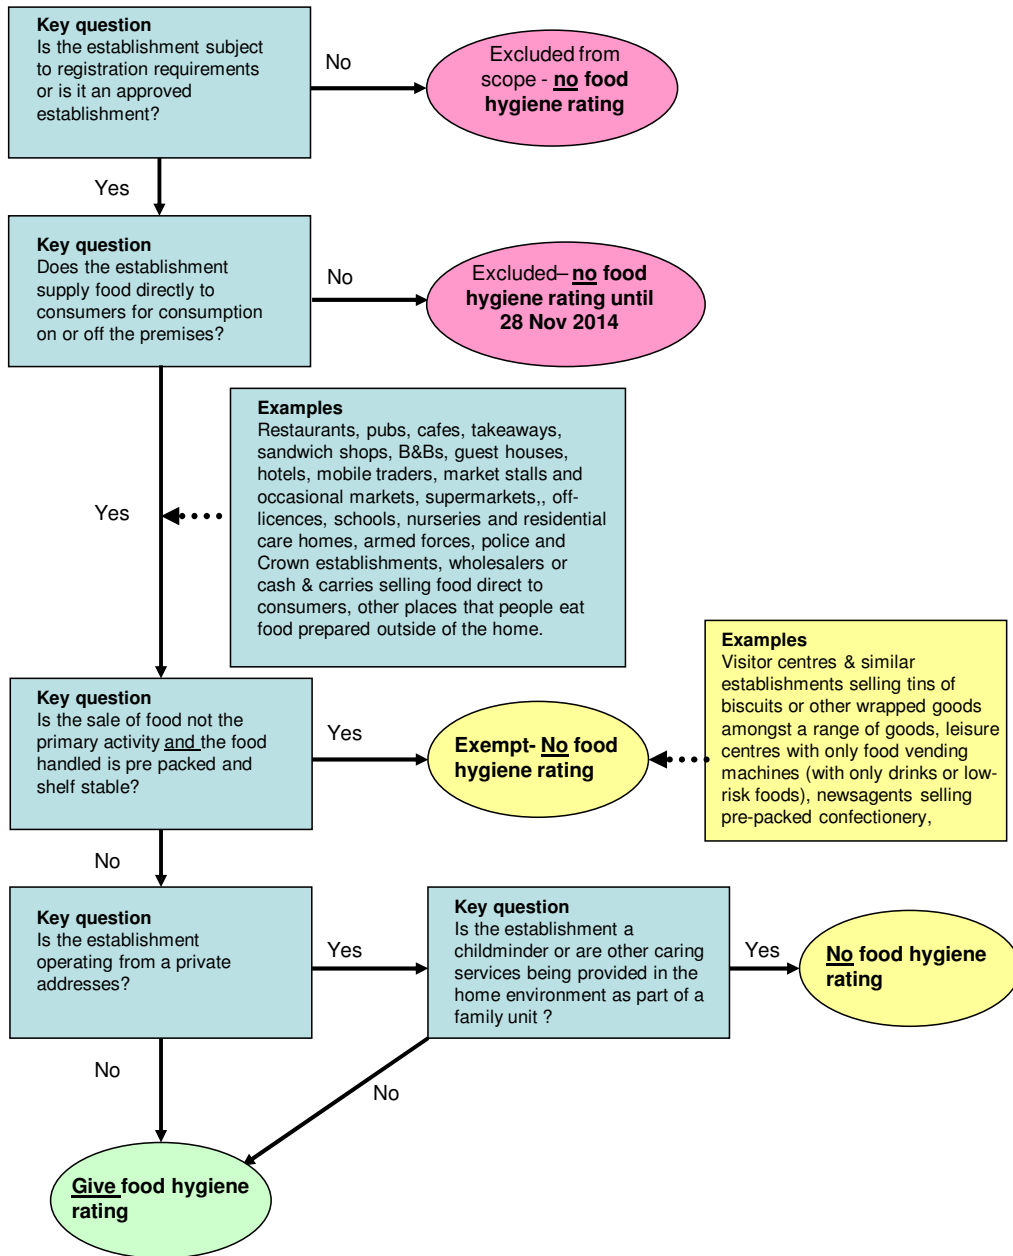 Key question
Is the establishment subject
to registration requirements
or is it an approved
establishment?
No
Excluded from
scope - no food
hygiene rating
Yes
Key question
Does the establishment
supply food directly to
consumers for consumption
on or off the premises?
No
Excluded– no food
hygiene rating until
28 Nov 2014
Examples
Restaurants, pubs, cafes, takeaways,
sandwich shops, B&Bs, guest houses,
hotels, mobile traders, market stalls and
occasional markets, supermarkets,, off-
licences, schools, nurseries and residential
care homes, armed forces, police and
Crown establishments, wholesalers or
cash & carries selling food direct to
consumers, other places that people eat
food prepared outside of the home.
Yes
Key question
Is the sale of food not the
primary activity and the food
handled is pre packed and
shelf stable?
Yes
Exempt- No food
hygiene rating
Examples
Visitor centres & similar
establishments selling tins of
biscuits or other wrapped goods
amongst a range of goods, leisure
centres with only food vending
machines (with only drinks or low-
risk foods), newsagents selling
pre-packed confectionery,
No
Key question
Is the establishment
operating from a private
addresses?
Yes
Key question
Is the establishment a
childminder or are other caring
services being provided in the
home environment as part of a
family unit ?
Yes
No food hygiene
rating
No
No
Give food hygiene
rating